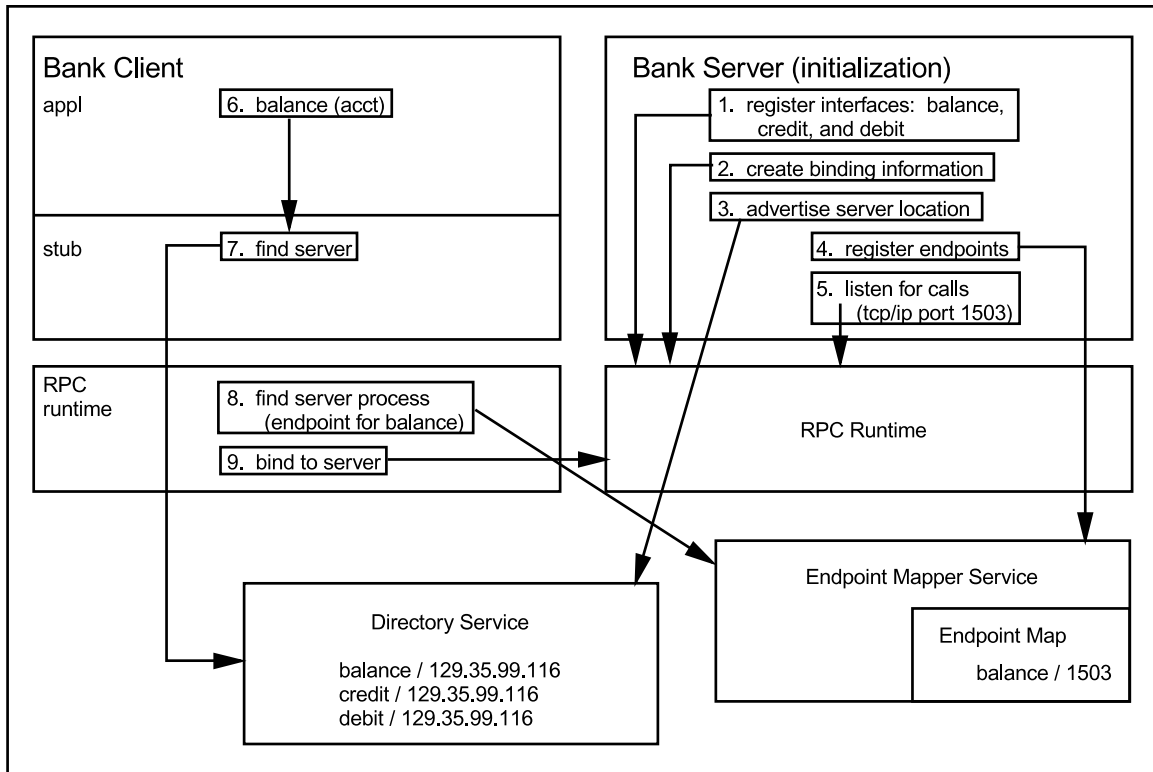 Bank Client
appl
6. balance (acct)
stub
7. find server
RPC
runtime
8. find server process
(endpoint for balance)
9. bind to server
Bank Server (initialization)
1. register interfaces: balance,
credit, and debit
2. create binding information
3. advertise server location
4. register endpoints
5. listen for calls
(tcp/ip port 1503)
RPC Runtime
Directory Service
balance / 129.35.99.116
credit / 129.35.99.116
debit / 129.35.99.116
Endpoint Mapper Service
Endpoint Map
balance / 1503